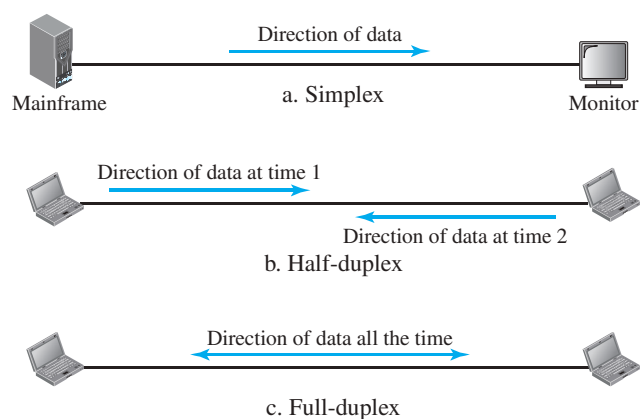 Direction of data
Mainframe
a. Simplex
Monitor
Direction of data at time 1
Direction of data at time 2
b. Half-duplex
Direction of data all the time
c. Full-duplex